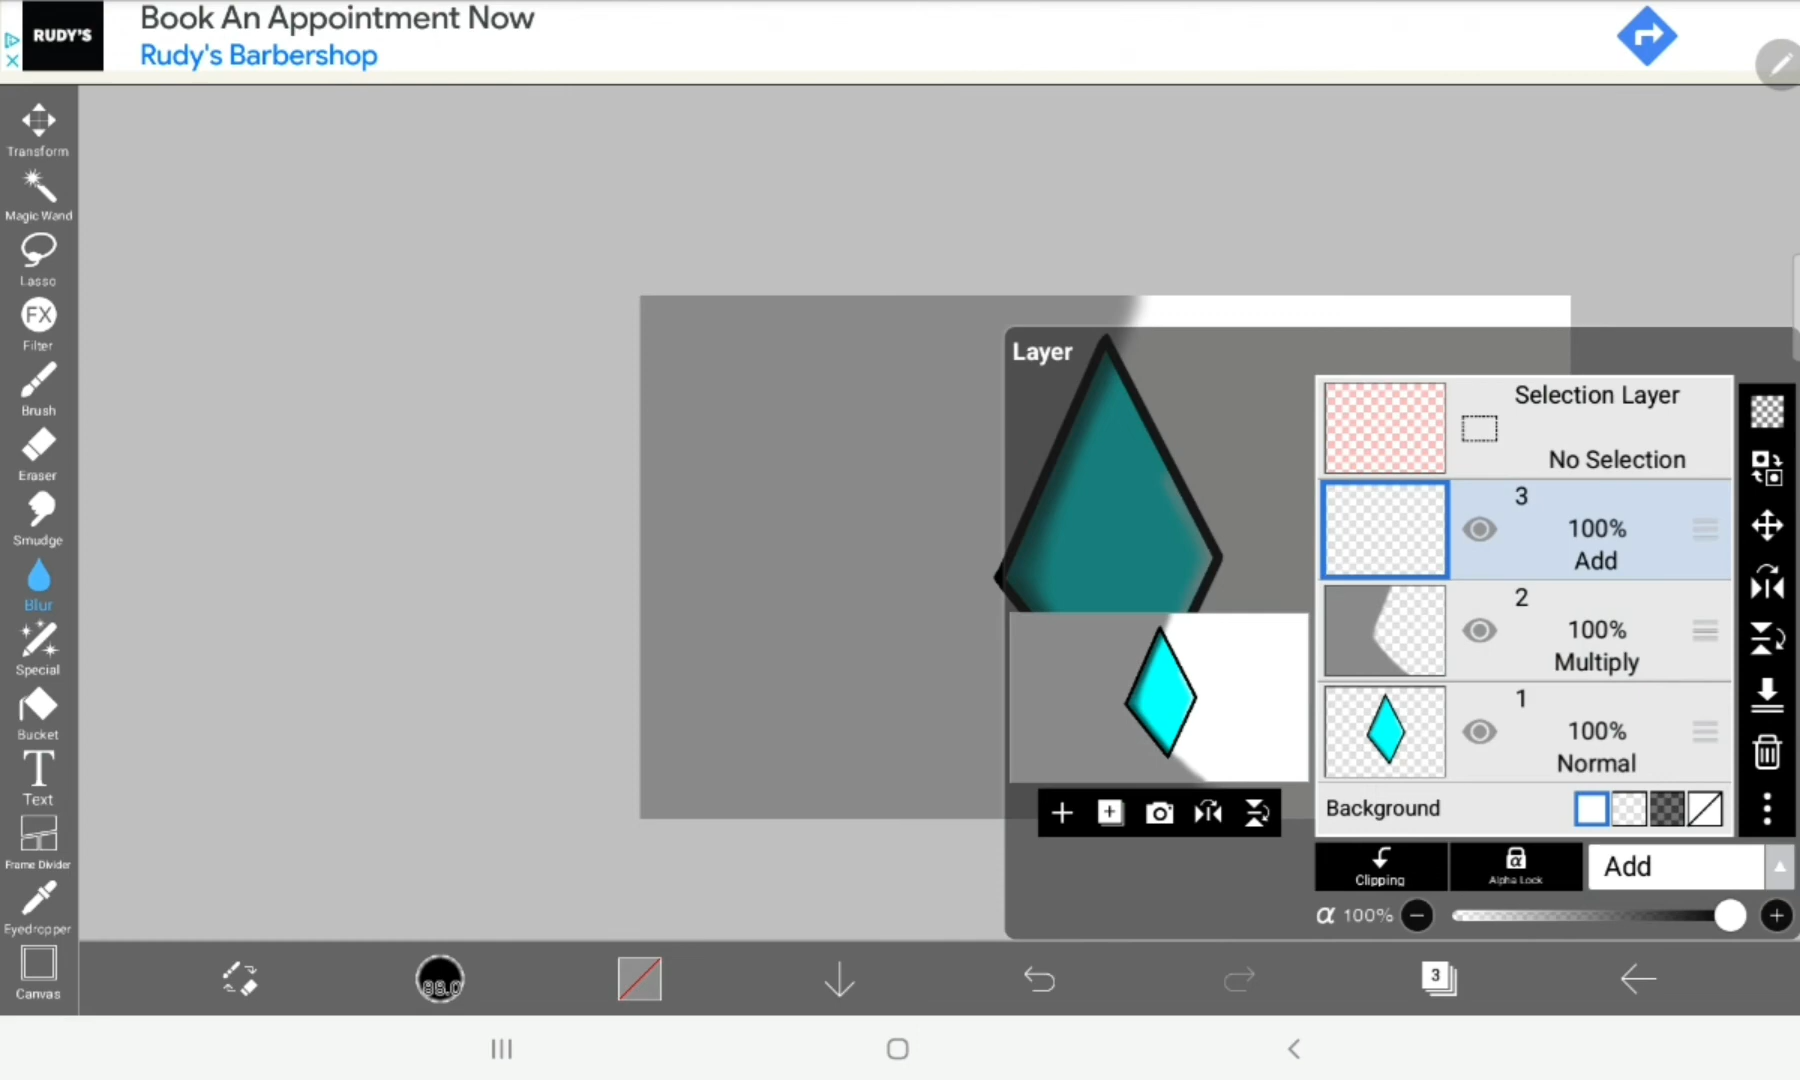 RUDY'S
Book An Appointment Now
Rudy's Barbershop
Transform
Magic Wand
Lasso
FX
Filter
Brush
Eraser
Smudge
Blur
Special
Bucket
T
Text
Frame Divider
Eyedropper
Canvas
Layer
Selection Layer
No Selection
3
100%
Add
2
100%
Multiply
1
100%
Normal
Background
Clipping
α
Alpha Lock
Add
α 100%
88.0
3